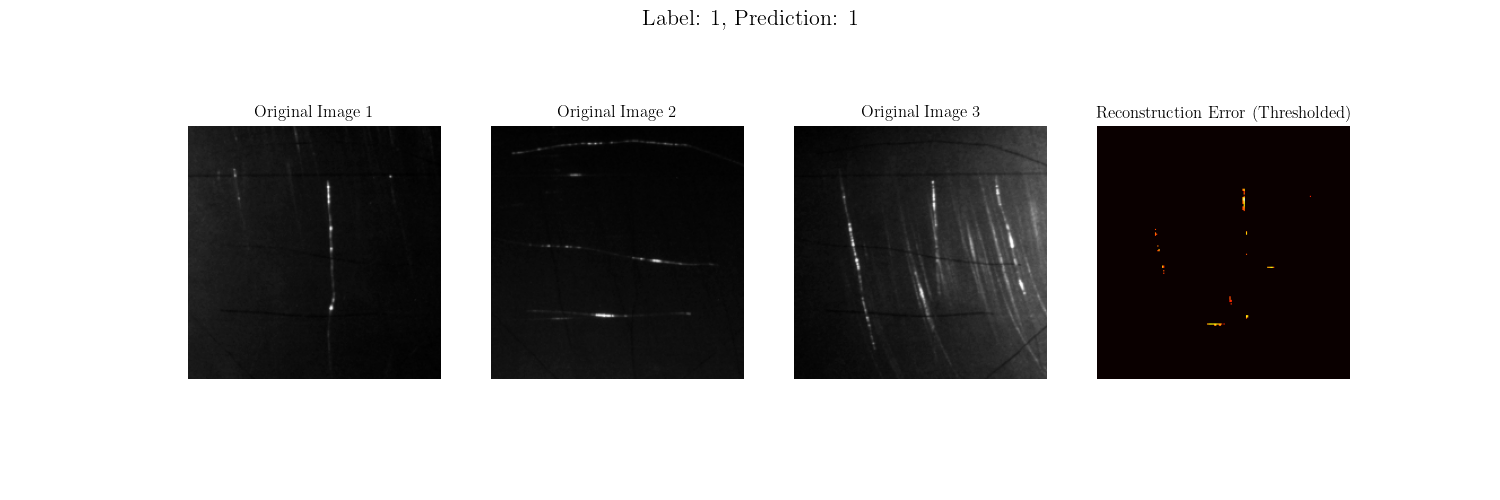 Label: 1, Prediction: 1
Original Image 1
Original Image 2
Original Image 3
Reconstruction Error (Thresholded)